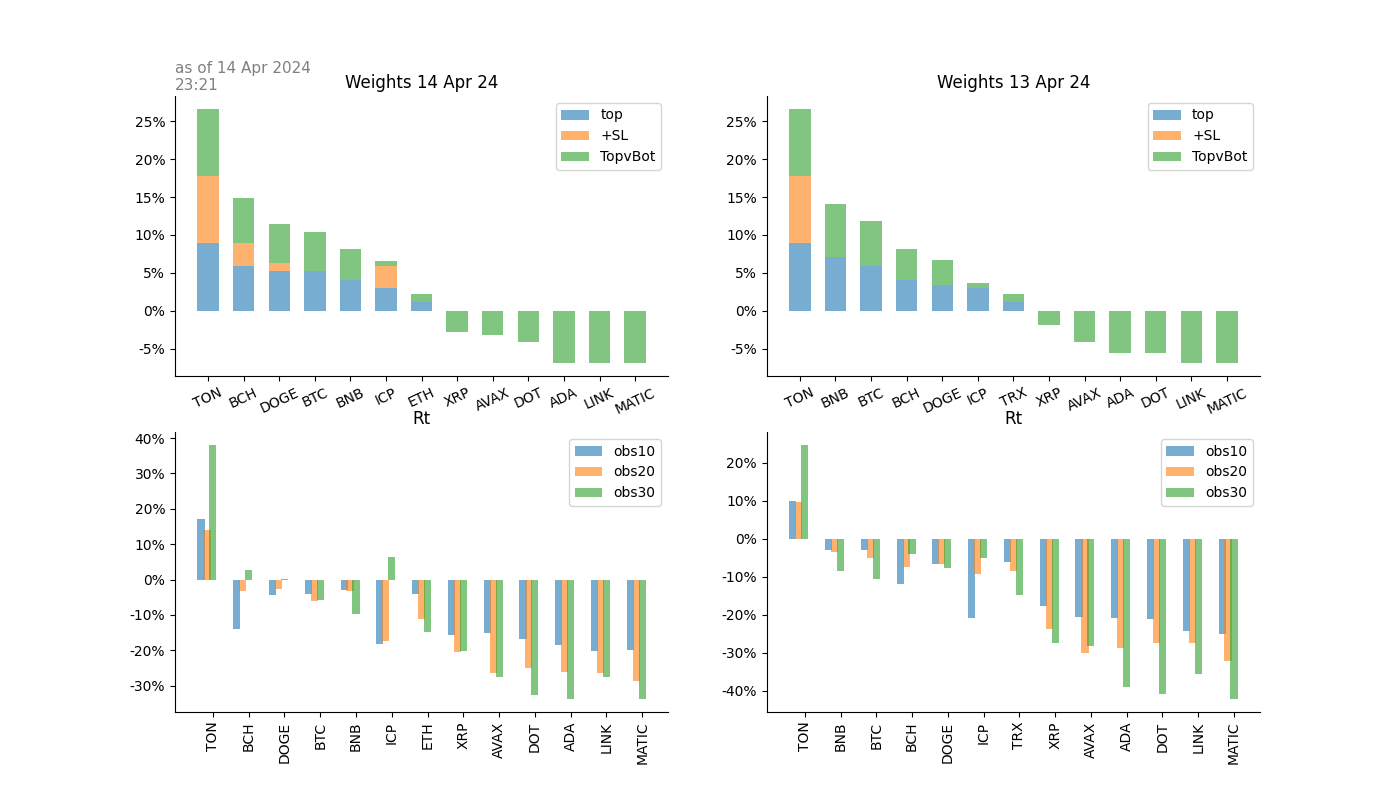 as of 14 Apr 2024
23:21
Weights 14 Apr 24
25%
20%
15%
10%
5%
0%
-5%
top
+SL
TopvBot
TON BCH DOGE BTC BNB ICP ETH XRP AVAX DOT ADA LINK MATIC
Weights 13 Apr 24
25%
20%
15%
10%
5%
0%
-5%
top
+SL
TopvBot
TON BNB BTC BCH DOGE ICP TRX XRP AVAX ADA DOT LINK MATIC
Rt
40%
30%
20%
10%
0%
-10%
-20%
-30%
obs10
obs20
obs30
TON BCH DOGE BTC BNB ICP ETH XRP AVAX DOT ADA LINK MATIC
Rt
20%
10%
0%
-10%
-20%
-30%
-40%
obs10
obs20
obs30
TON BNB BTC BCH DOGE ICP TRX XRP AVAX ADA DOT LINK MATIC